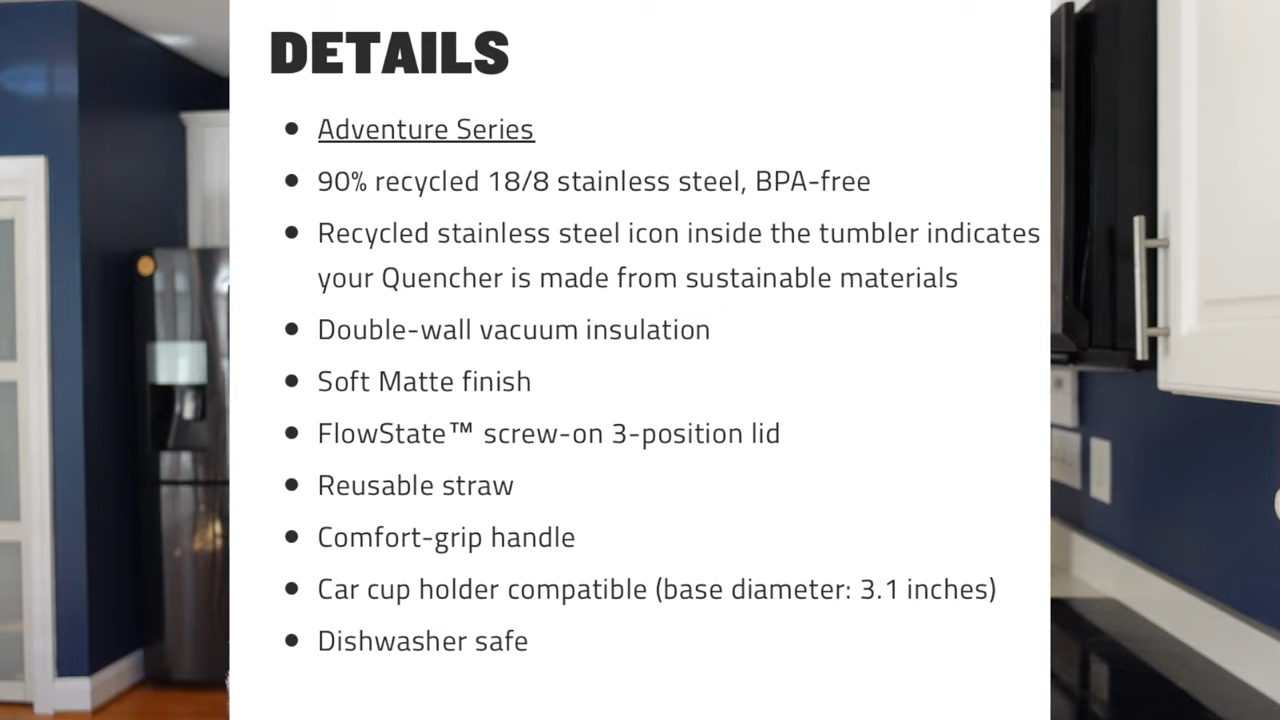 DETAILS
Adventure Series
90% recycled 18/8 stainless steel, BPA-free
Recycled stainless steel icon inside the tumbler indicates
your Quencher is made from sustainable materials
Double-wall vacuum insulation
Soft Matte finish
FlowState™ screw-on 3-position lid
Reusable straw
Comfort-grip handle
Car cup holder compatible (base diameter: 3.1 inches)
Dishwasher safe